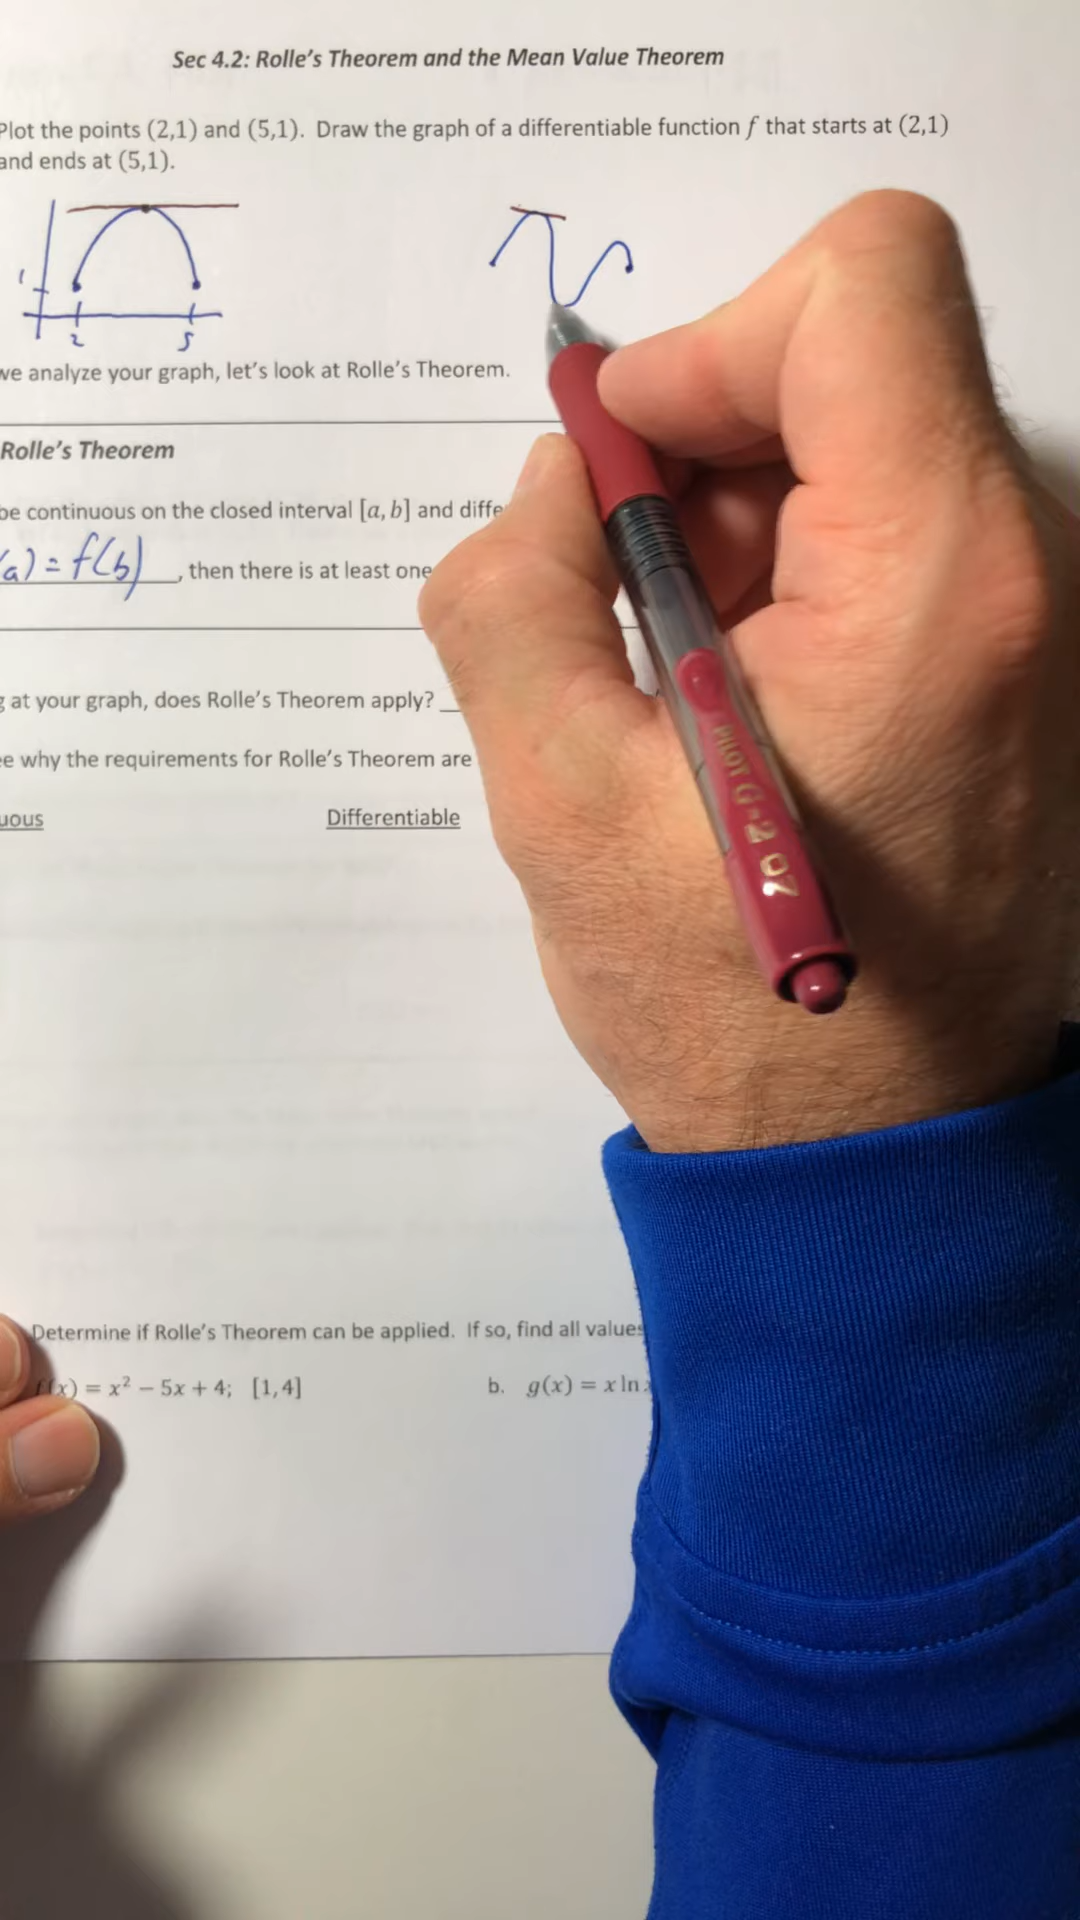 Sec 4.2: Rolle's Theorem and the Mean Value Theorem
Plot the points (2,1) and (5,1). Draw the graph of a differentiable function f that starts at (2,1)
and ends at (5,1).
1
2 5
we analyze your graph, let's look at Rolle's Theorem.
Rolle's Theorem
be continuous on the closed interval [a, b] and diffe
(a) = f(b), then there is at least one
g at your graph, does Rolle's Theorem apply?
ee why the requirements for Rolle's Theorem are
uous Differentiable
PILOT G-2 07
Determine if Rolle's Theorem can be applied. If so, find all values
f(x) = x² − 5x + 4; [1,4] b. g(x) = x ln x